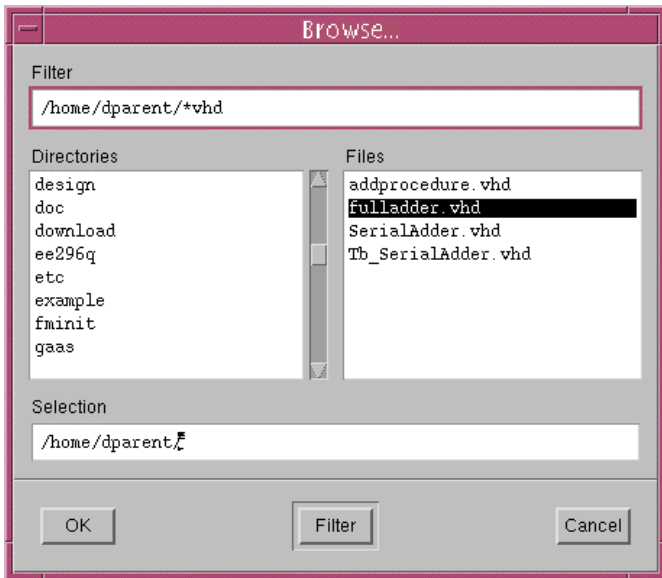 Browse...
Filter
/home/dparent/*vhd
Directories
design
doc
download
ee296q
etc
example
fminit
gaas
Files
addprocedure.vhd
fulladder.vhd
SerialAdder.vhd
Tb_SerialAdder.vhd
Selection
/home/dparent/
OK
Filter
Cancel